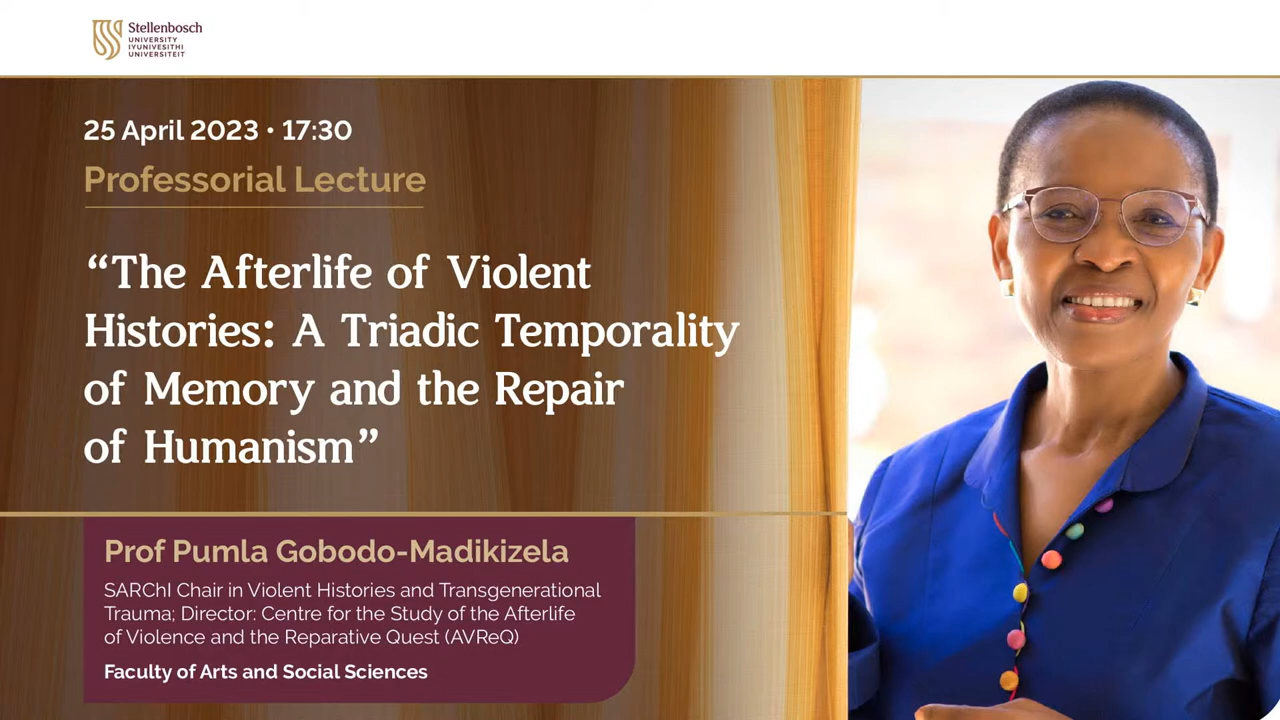 Stellenbosch
UNIVERSITY
IYUNIVESITHI
UNIVERSITEIT
25 April 2023 • 17:30
Professorial Lecture
“The Afterlife of Violent
Histories: A Triadic Temporality
of Memory and the Repair
of Humanism”
Prof Pumla Gobodo-Madikizela
SARChI Chair in Violent Histories and Transgenerational
Trauma; Director: Centre for the Study of the Afterlife
of Violence and the Reparative Quest (AVReQ)
Faculty of Arts and Social Sciences